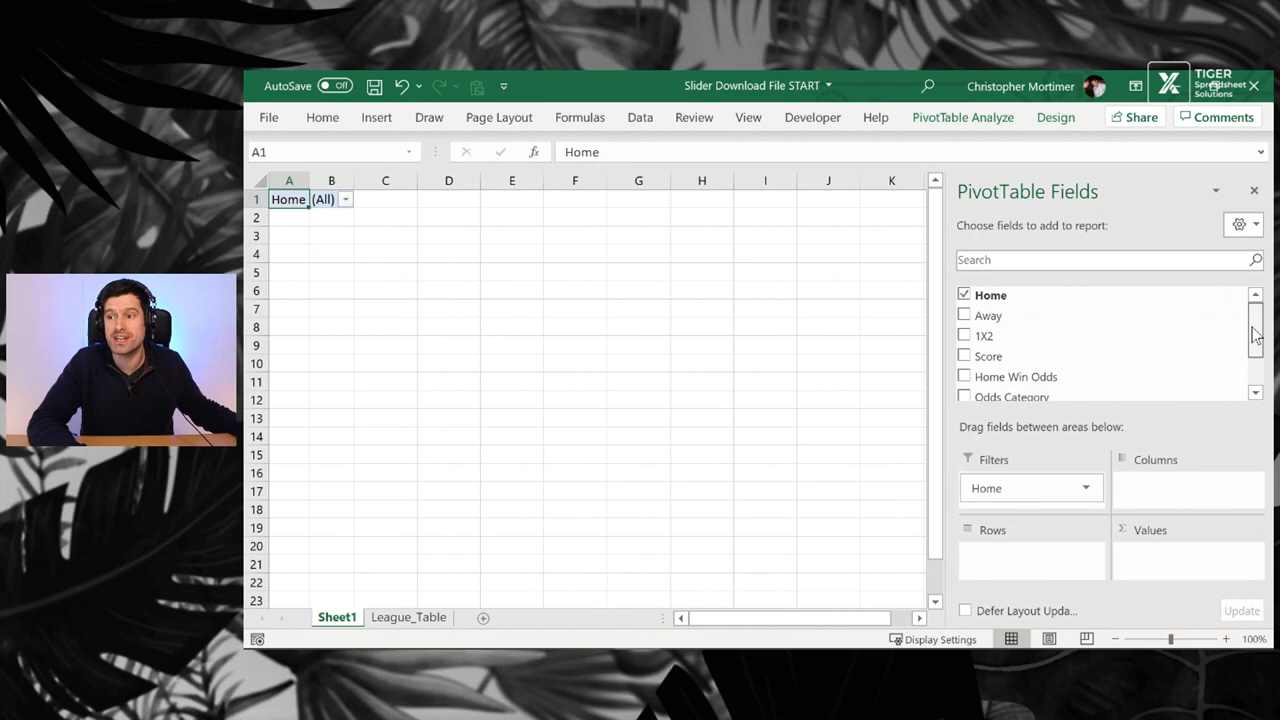 TIGER
Spreadsheet
Solutions
AutoSave Off
Slider Download File START
Christopher Mortimer
File Home Insert Draw Page Layout Formulas Data Review View Developer Help PivotTable Analyze Design Share Comments
A1 fx Home
A B C D E F G H I J K
1 Home (All)
2
3
4
5
6
7
8
9
10
11
12
13
14
15
16
17
18
19
20
21
22
23
PivotTable Fields
Choose fields to add to report:
Search
Home
Away
1X2
Score
Home Win Odds
Odds Category
Drag fields between areas below:
Filters Columns
Home
Rows Σ Values
Defer Layout Upda... Update
Sheet1 League_Table
Display Settings 100%